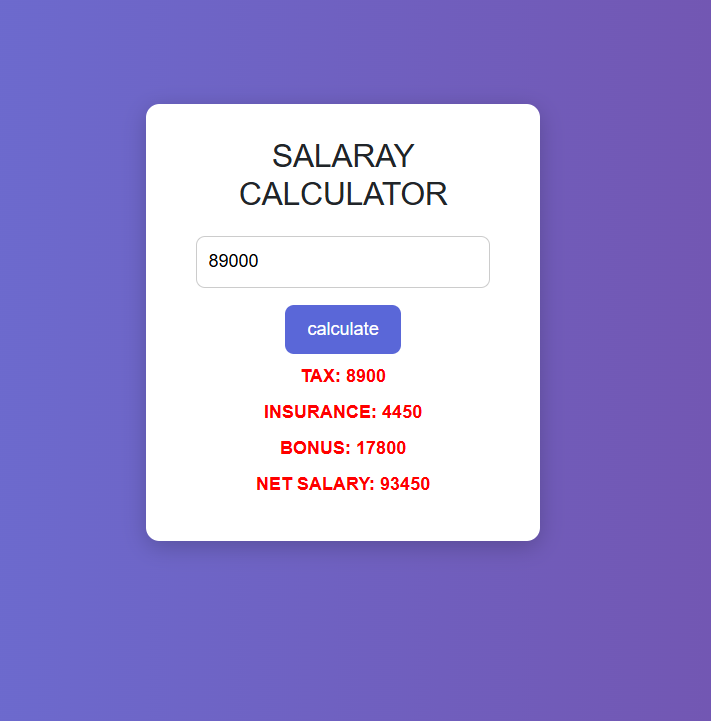 SALARAY
CALCULATOR
89000
calculate
TAX: 8900
INSURANCE: 4450
BONUS: 17800
NET SALARY: 93450